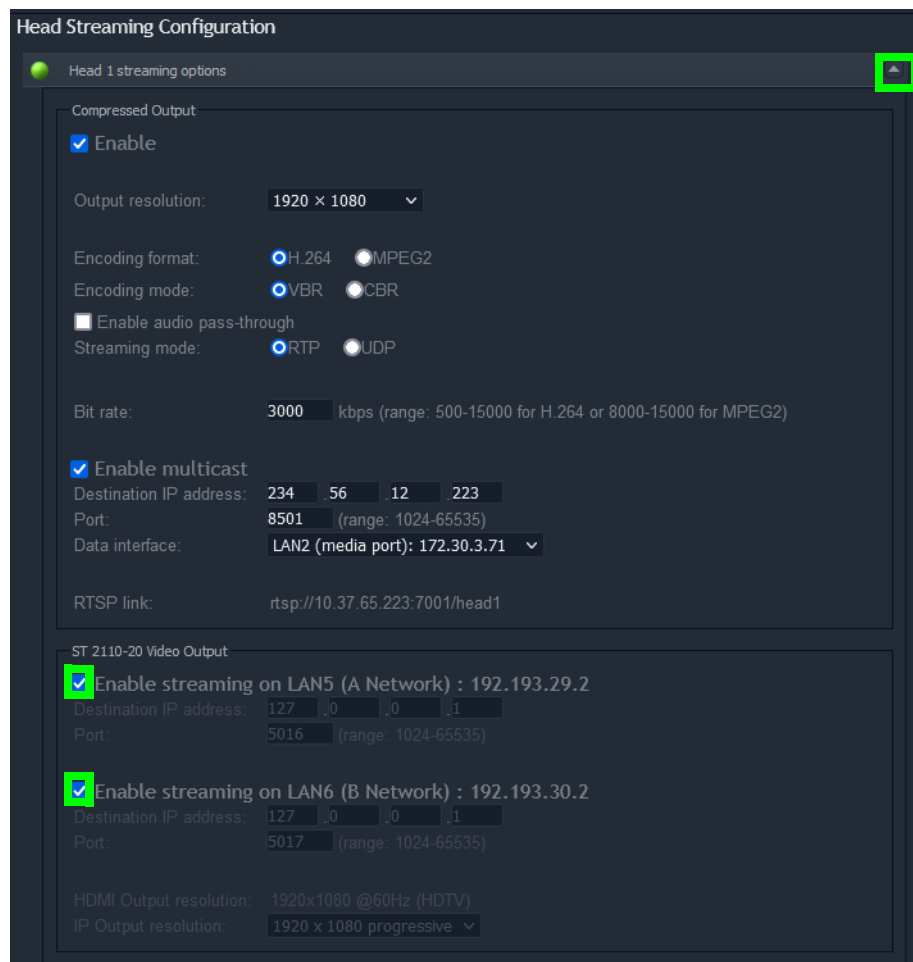 Head Streaming Configuration
Head 1 streaming options
Compressed Output
Enable
Output resolution: 1920 × 1080
Encoding format: H.264 MPEG2
Encoding mode: VBR CBR
Enable audio pass-through
Streaming mode: RTP UDP
Bit rate: 3000 kbps (range: 500-15000 for H.264 or 8000-15000 for MPEG2)
Enable multicast
Destination IP address: 234 .56 .12 .223
Port: 8501 (range: 1024-65535)
Data interface: LAN2 (media port): 172.30.3.71
RTSP link: rtsp://10.37.65.223:7001/head1
ST 2110-20 Video Output
Enable streaming on LAN5 (A Network) : 192.193.29.2
Destination IP address: 127 .0 .0 .1
Port: 5016 (range: 1024-65535)
Enable streaming on LAN6 (B Network) : 192.193.30.2
Destination IP address: 127 .0 .0 .1
Port: 5017 (range: 1024-65535)
HDMI Output resolution: 1920x1080 @60Hz (HDTV)
IP Output resolution: 1920 x 1080 progressive